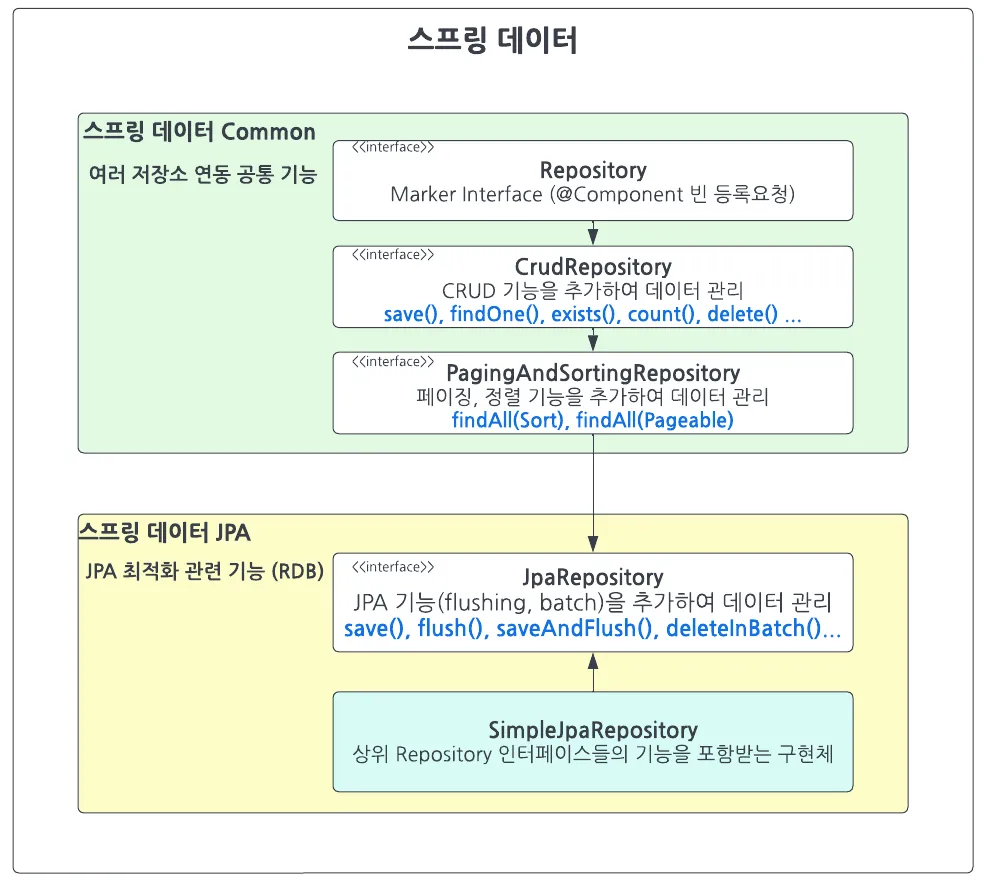 스프링 데이터
스프링 데이터 Common
여러 저장소 연동 공통 기능
<<interface>>
Repository
Marker Interface (@Component 빈 등록요청)
<<interface>>
CrudRepository
CRUD 기능을 추가하여 데이터 관리
save(), findOne(), exists(), count(), delete() ...
<<interface>>
PagingAndSortingRepository
페이징, 정렬 기능을 추가하여 데이터 관리
findAll(Sort), findAll(Pageable)
스프링 데이터 JPA
JPA 최적화 관련 기능 (RDB)
<<interface>>
JpaRepository
JPA 기능(flushing, batch)을 추가하여 데이터 관리
save(), flush(), saveAndFlush(), deleteInBatch()...
SimpleJpaRepository
상위 Repository 인터페이스들의 기능을 포함받는 구현체